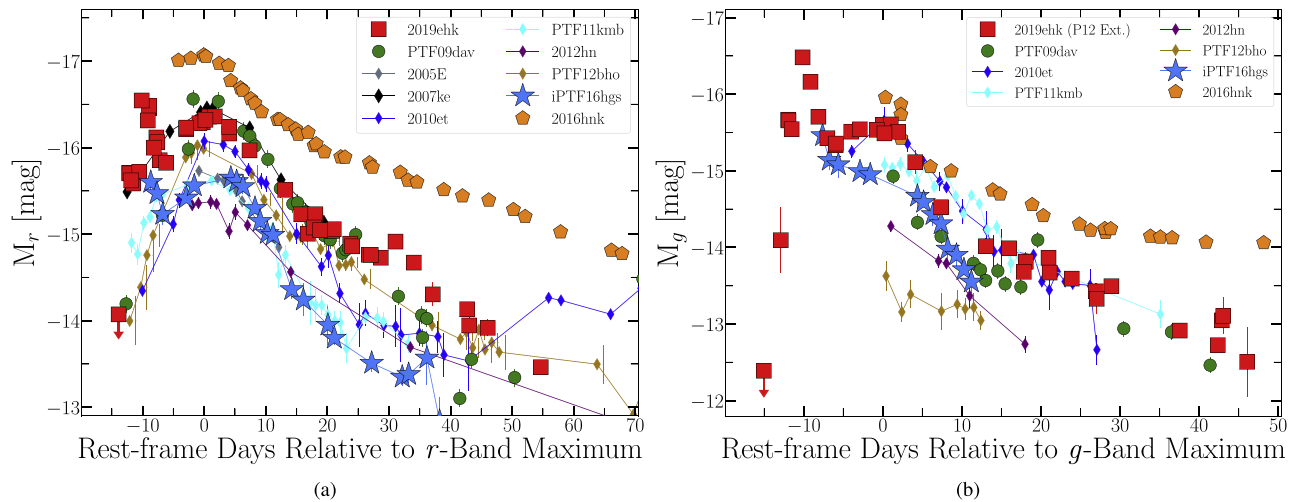 2019ehk
PTF09dav
2005E
2007ke
2010et
PTF11kmb
2012hn
PTF12bho
iPTF16hgs
2016hnk
−17
−16
−15
−14
−13
M_r [mag]
−10 0 10 20 30 40 50 60 70
Rest-frame Days Relative to r-Band Maximum
(a)
2019ehk (P12 Ext.)
PTF09dav
2010et
PTF11kmb
2012hn
PTF12bho
iPTF16hgs
2016hnk
−17
−16
−15
−14
−13
−12
M_g [mag]
−10 0 10 20 30 40 50
Rest-frame Days Relative to g-Band Maximum
(b)